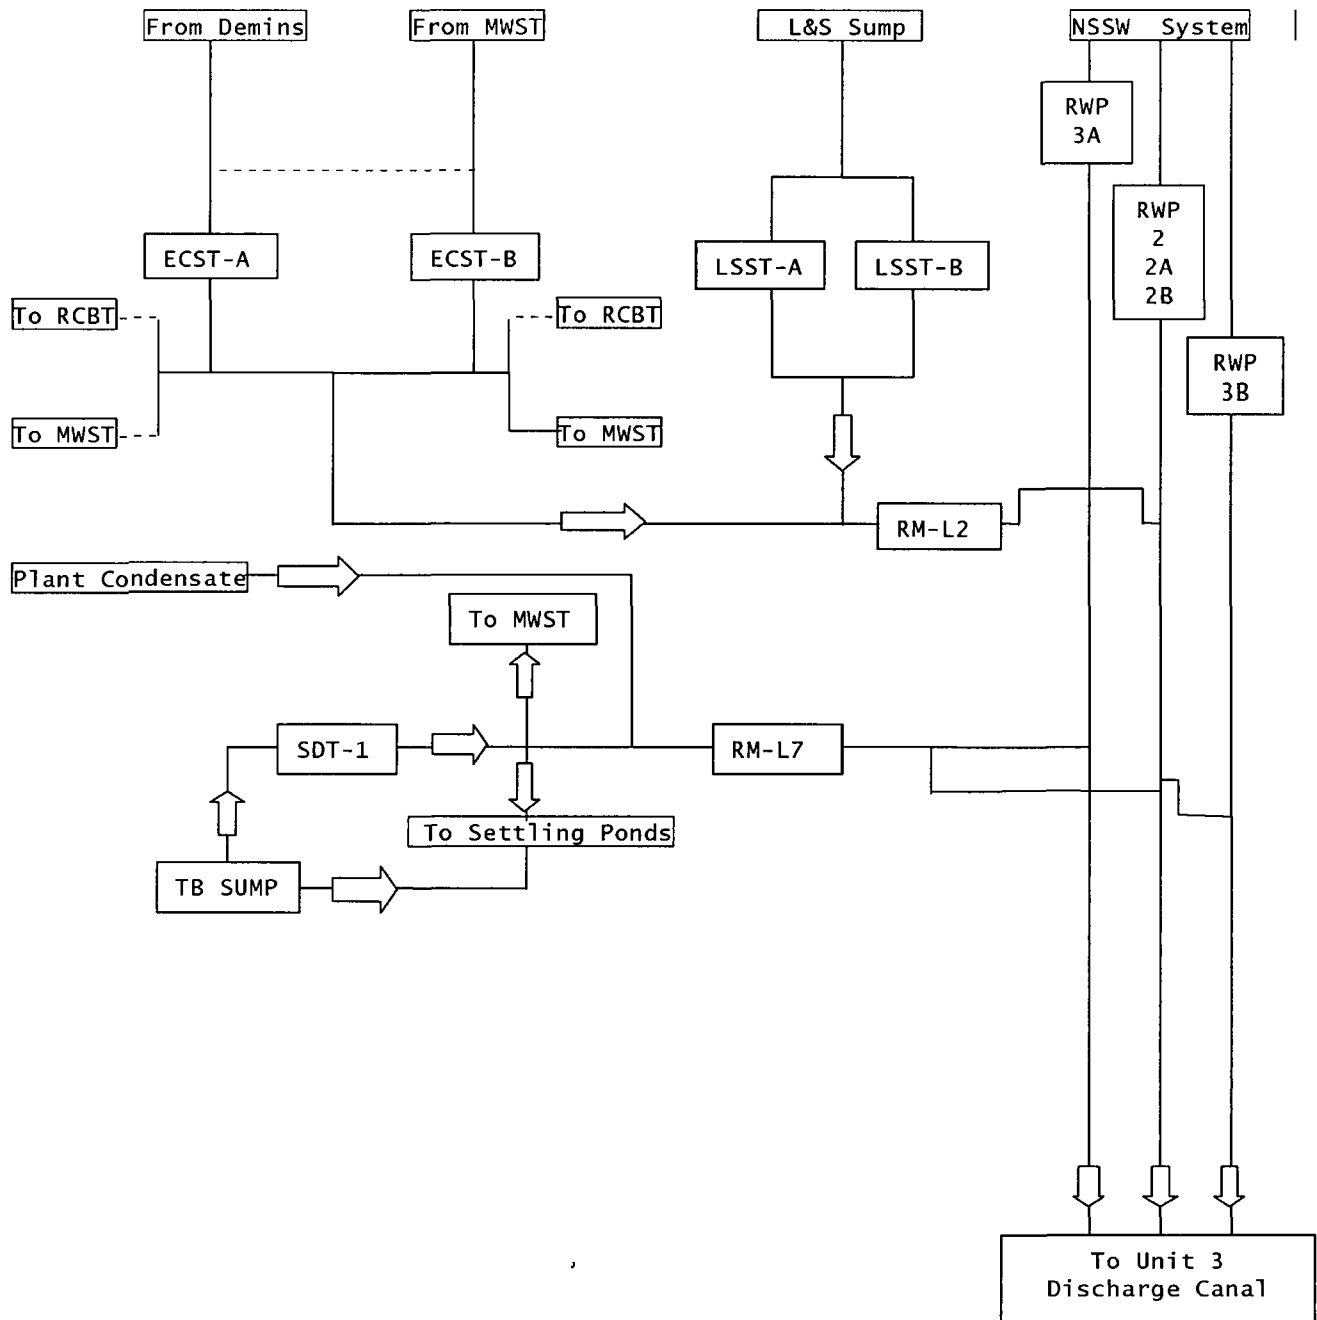 From Demins
From MWST
L&S Sump
NSSW System
RWP
3A
RWP
2
2A
2B
ECST-A
ECST-B
LSST-A
LSST-B
To RCBT
To RCBT
RWP
3B
To MWST
To MWST
RM-L2
Plant Condensate
To MWST
SDT-1
RM-L7
To Settling Ponds
TB SUMP
To Unit 3
Discharge Canal